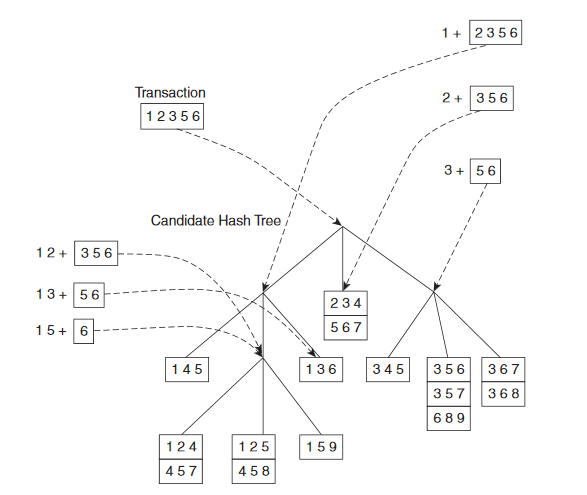 1 + 2 3 5 6
2 + 3 5 6
Transaction
1 2 3 5 6
3 + 5 6
Candidate Hash Tree
1 2 + 3 5 6
1 3 + 5 6
1 5 + 6
2 3 4
5 6 7
1 4 5
1 3 6
3 4 5
3 5 6
3 5 7
6 8 9
3 6 7
3 6 8
1 2 4
4 5 7
1 2 5
4 5 8
1 5 9